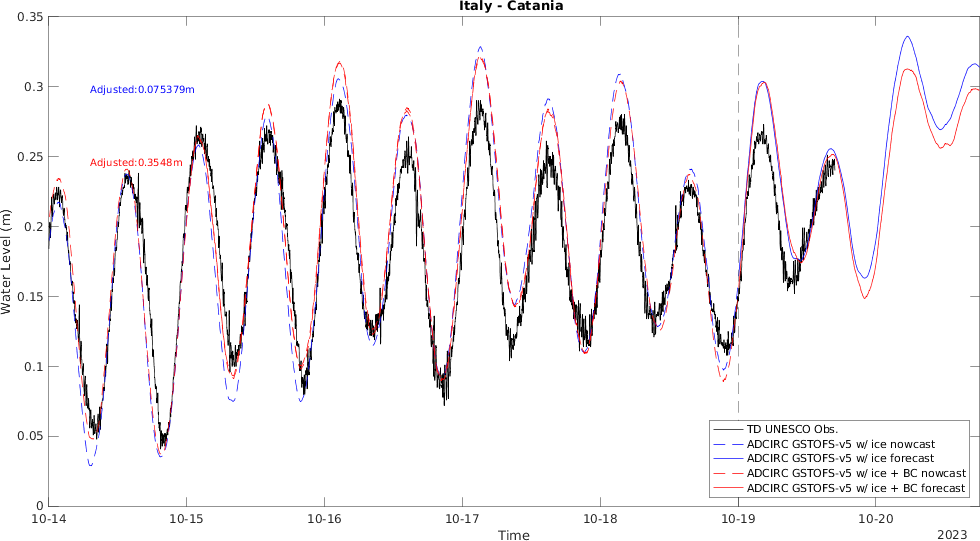 Italy - Catania
0.35
0.3
0.25
0.2
0.15
0.1
0.05
0
Water Level (m)
Adjusted:0.075379m
Adjusted:0.3548m
TD UNESCO Obs.
ADCIRC GSTOFS-v5 w/ ice nowcast
ADCIRC GSTOFS-v5 w/ ice forecast
ADCIRC GSTOFS-v5 w/ ice + BC nowcast
ADCIRC GSTOFS-v5 w/ ice + BC forecast
10-14 10-15 10-16 10-17 10-18 10-19 10-20
Time
2023